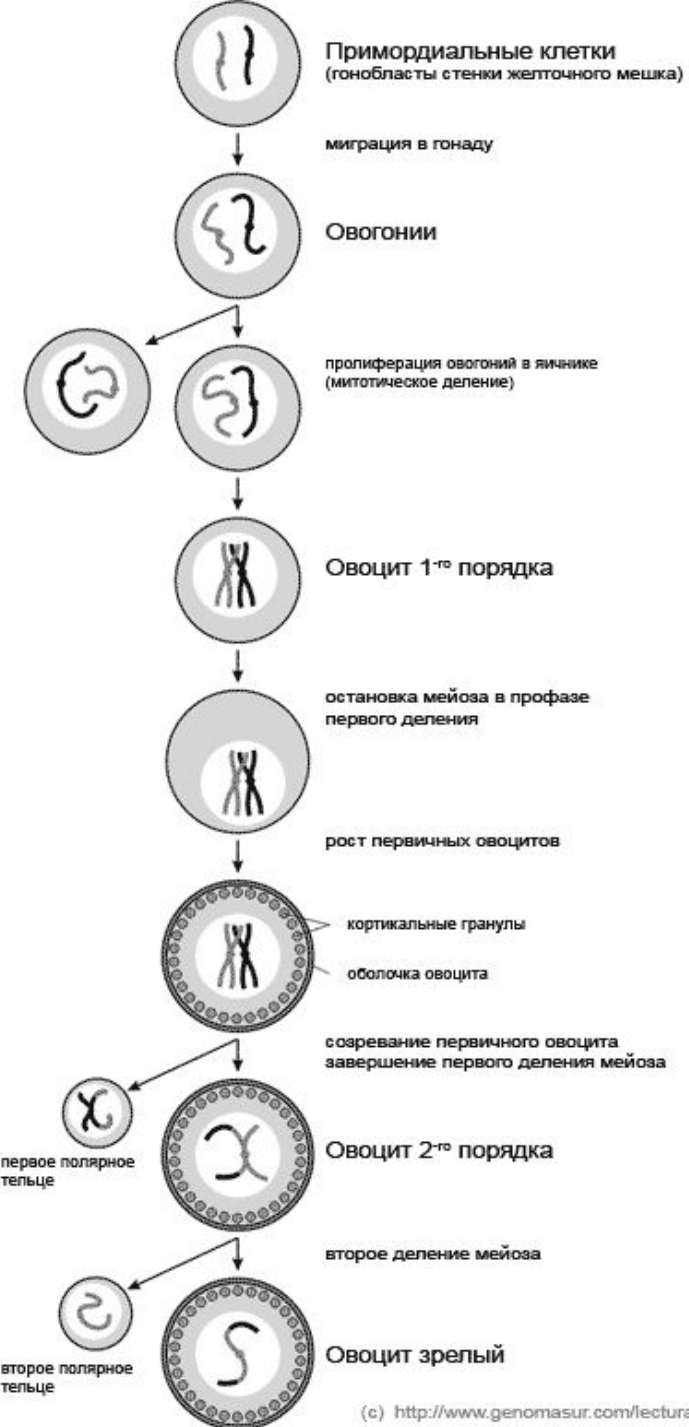 Примордиальные клетки
(гонобласты стенки желточного мешка)
миграция в гонаду
Овогонии
пролиферация овогоний в яичнике
(митотическое деление)
Овоцит 1-го порядка
остановка мейоза в профазе
первого деления
рост первичных овоцитов
кортикальные гранулы
оболочка овоцита
созревание первичного овоцита
завершение первого деления мейоза
первое полярное
тельце
Овоцит 2-го порядка
второе деление мейоза
второе полярное
тельце
Овоцит зрелый
(c) http://www.genomasur.com/lectura